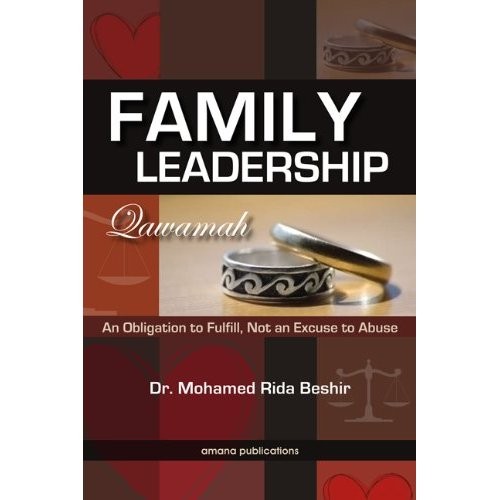 FAMILY
LEADERSHIP
Qawamah
An Obligation to Fulfill, Not an Excuse to Abuse
Dr. Mohamed Rida Beshir
amana publications